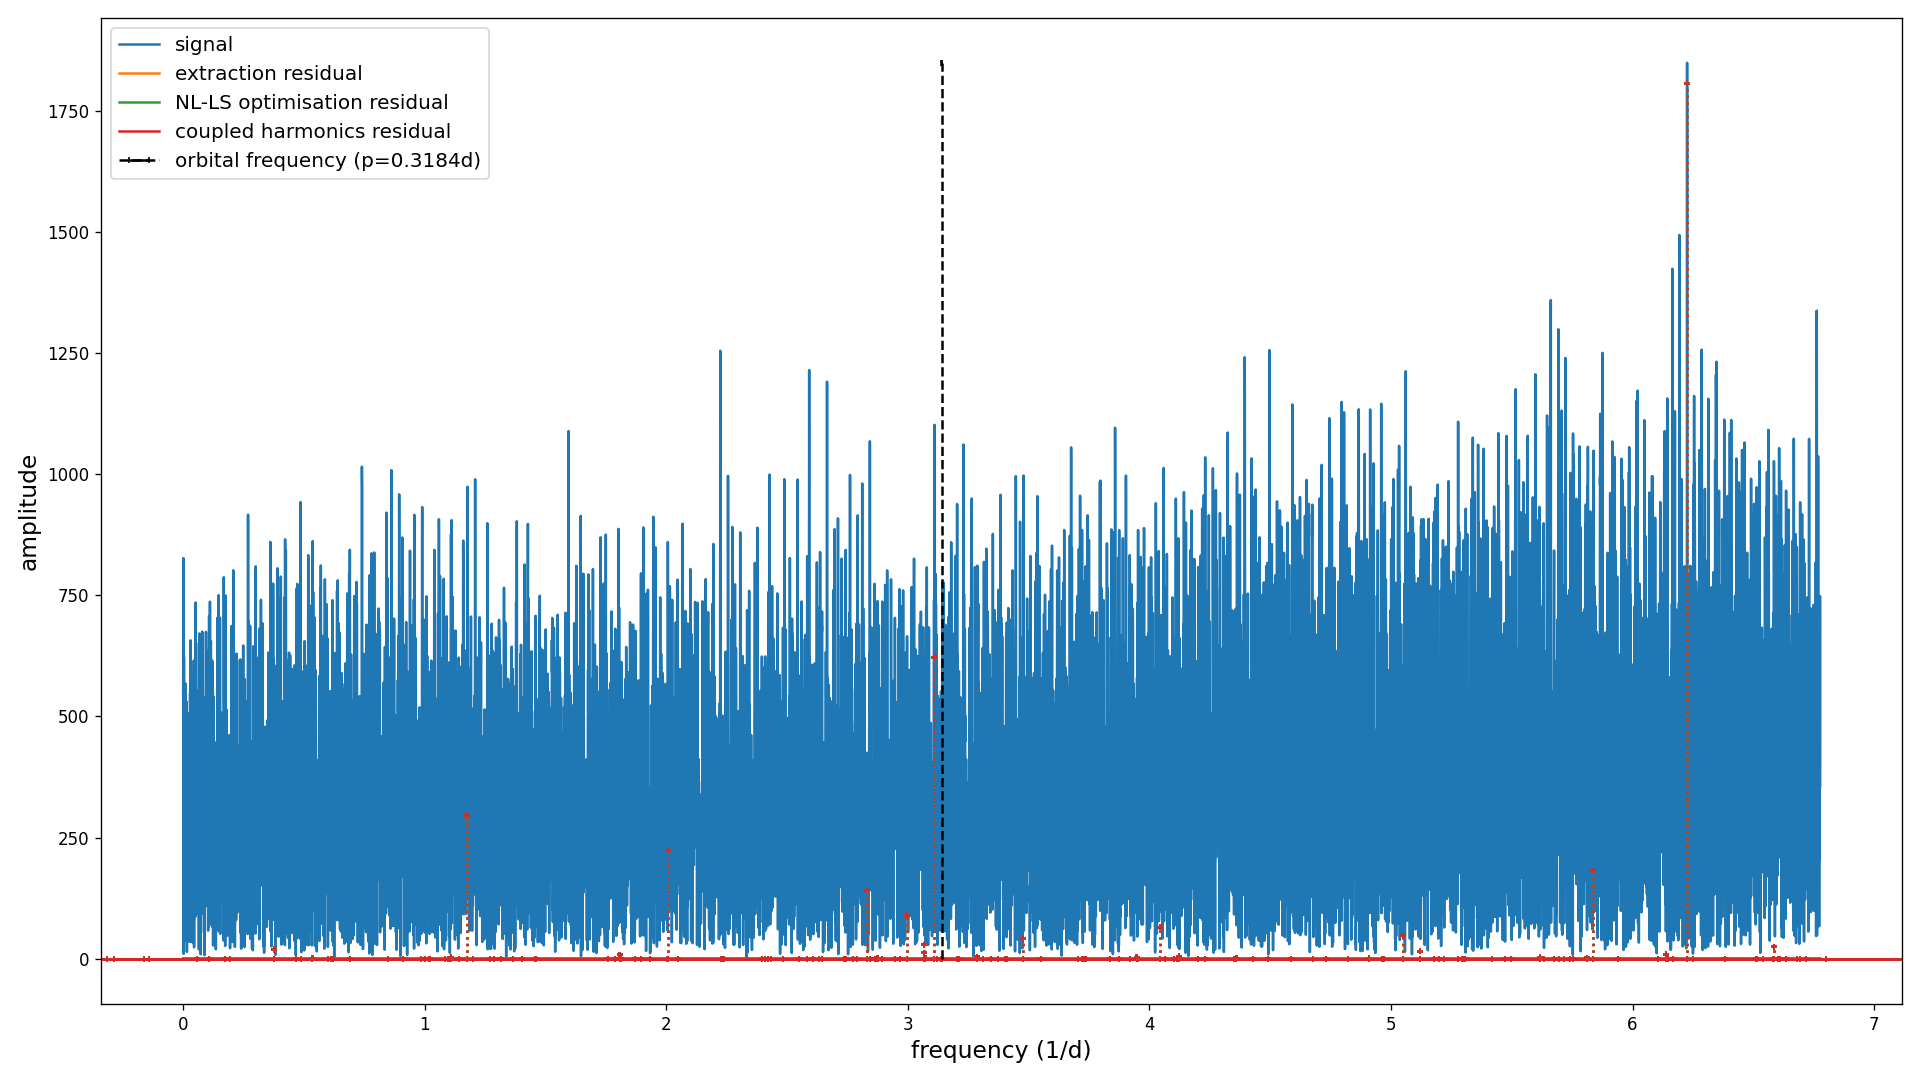 signal
extraction residual
NL-LS optimisation residual
coupled harmonics residual
orbital frequency (p=0.3184d)
amplitude
1750
1500
1250
1000
750
500
250
0
0 1 2 3 4 5 6 7
frequency (1/d)